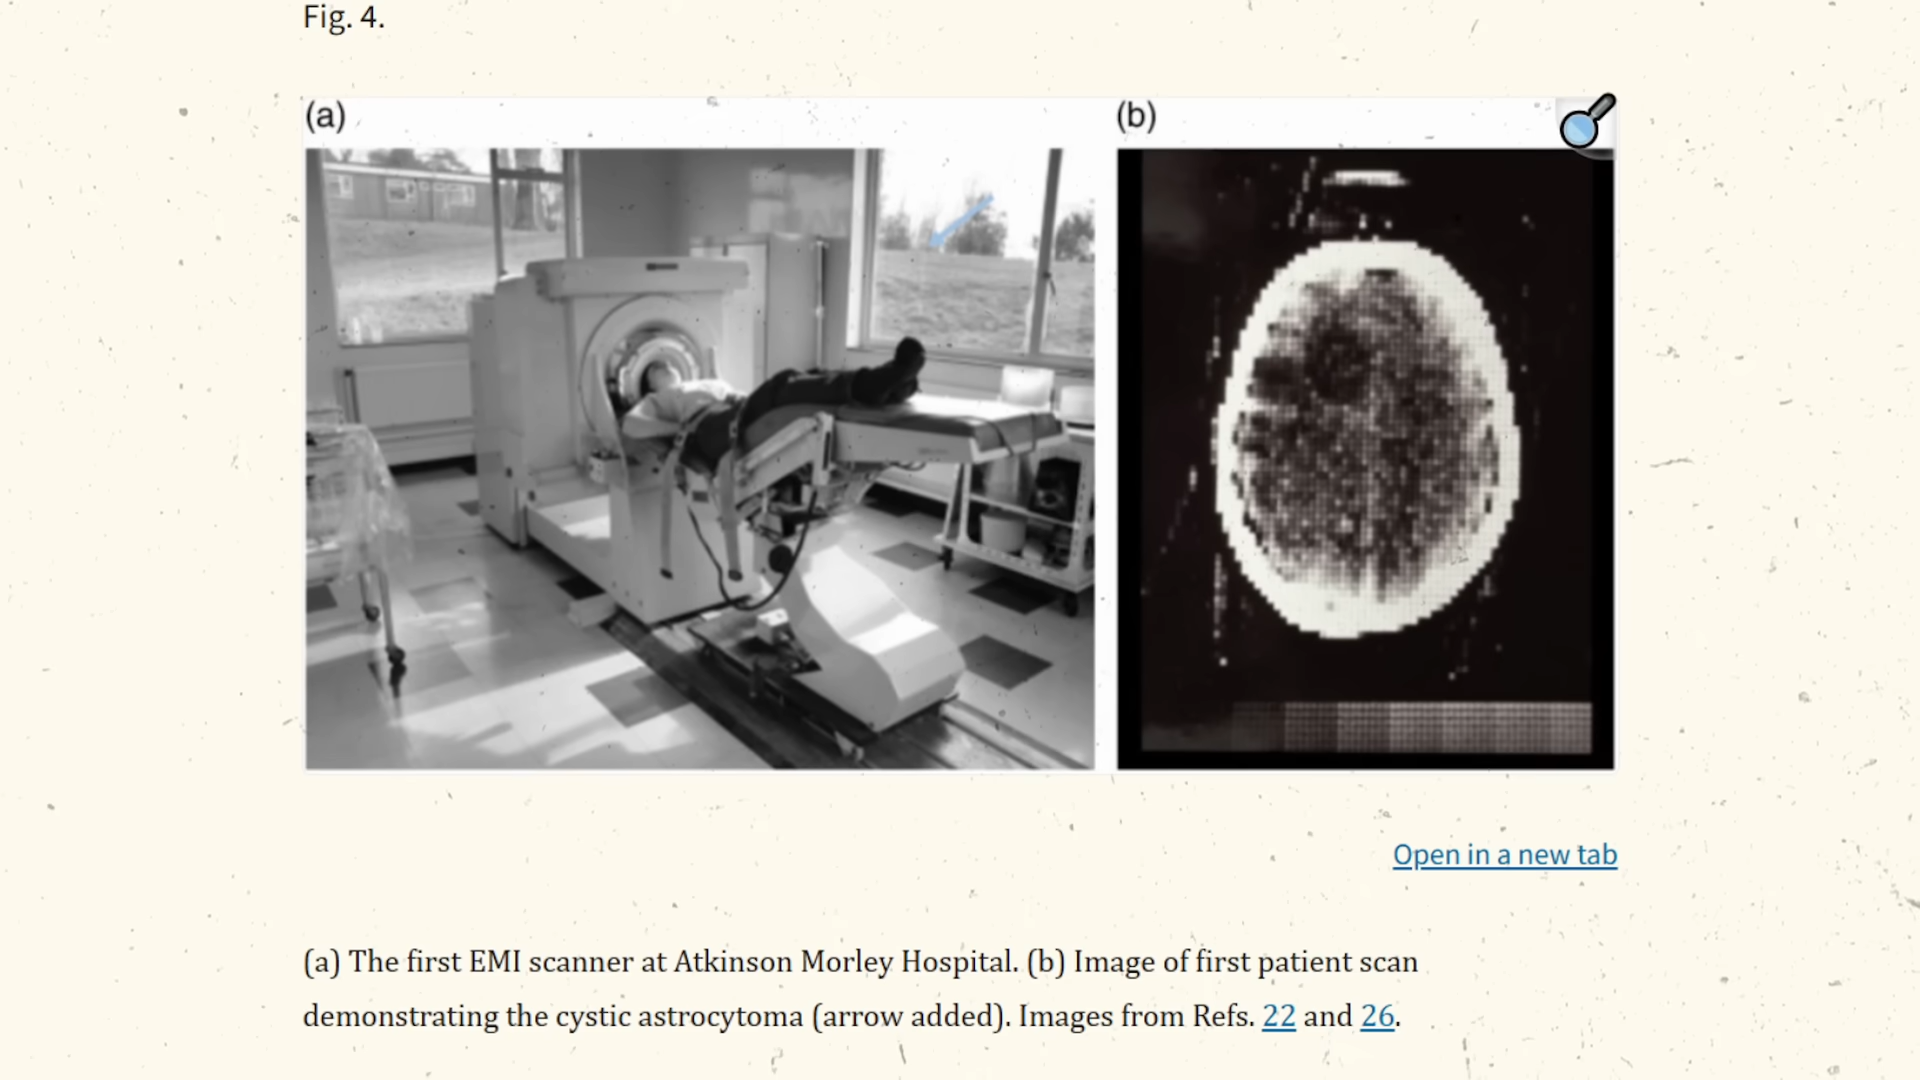 Fig. 4.
(a)
(b)
Open in a new tab
(a) The first EMI scanner at Atkinson Morley Hospital. (b) Image of first patient scan
demonstrating the cystic astrocytoma (arrow added). Images from Refs. 22 and 26.